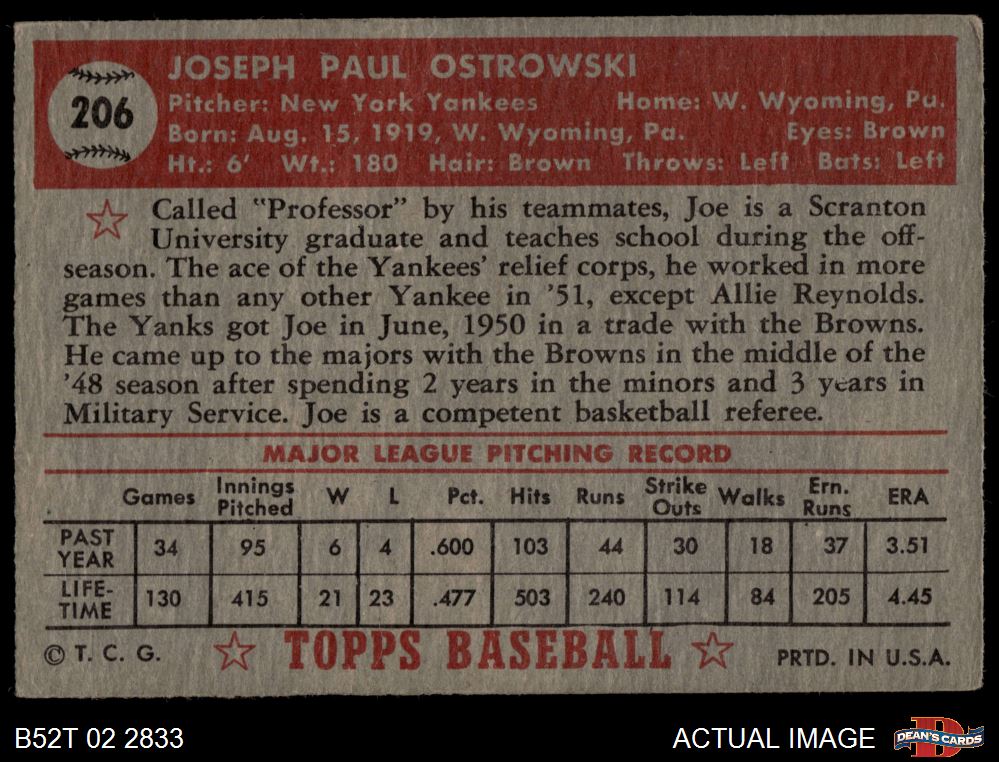 206
JOSEPH PAUL OSTROWSKI
Pitcher: New York Yankees Home: W. Wyoming, Pa.
Born: Aug. 15, 1919, W. Wyoming, Pa. Eyes: Brown
Ht.: 6' Wt.: 180 Hair: Brown Throws: Left Bats: Left
☆ Called "Professor" by his teammates, Joe is a Scranton
University graduate and teaches school during the off-
season. The ace of the Yankees' relief corps, he worked in more
games than any other Yankee in '51, except Allie Reynolds.
The Yanks got Joe in June, 1950 in a trade with the Browns.
He came up to the majors with the Browns in the middle of the
'48 season after spending 2 years in the minors and 3 years in
Military Service. Joe is a competent basketball referee.
MAJOR LEAGUE PITCHING RECORD
Games Innings Pitched W L Pct. Hits Runs Strike Outs Walks Ern. Runs ERA
PAST YEAR 34 95 6 4 .600 103 44 30 18 37 3.51
LIFE-TIME 130 415 21 23 .477 503 240 114 84 205 4.45
© T. C. G. ☆ TOPPS BASEBALL ☆ PRTD. IN U.S.A.
B52T 02 2833 ACTUAL IMAGE DEAN'S CARDS